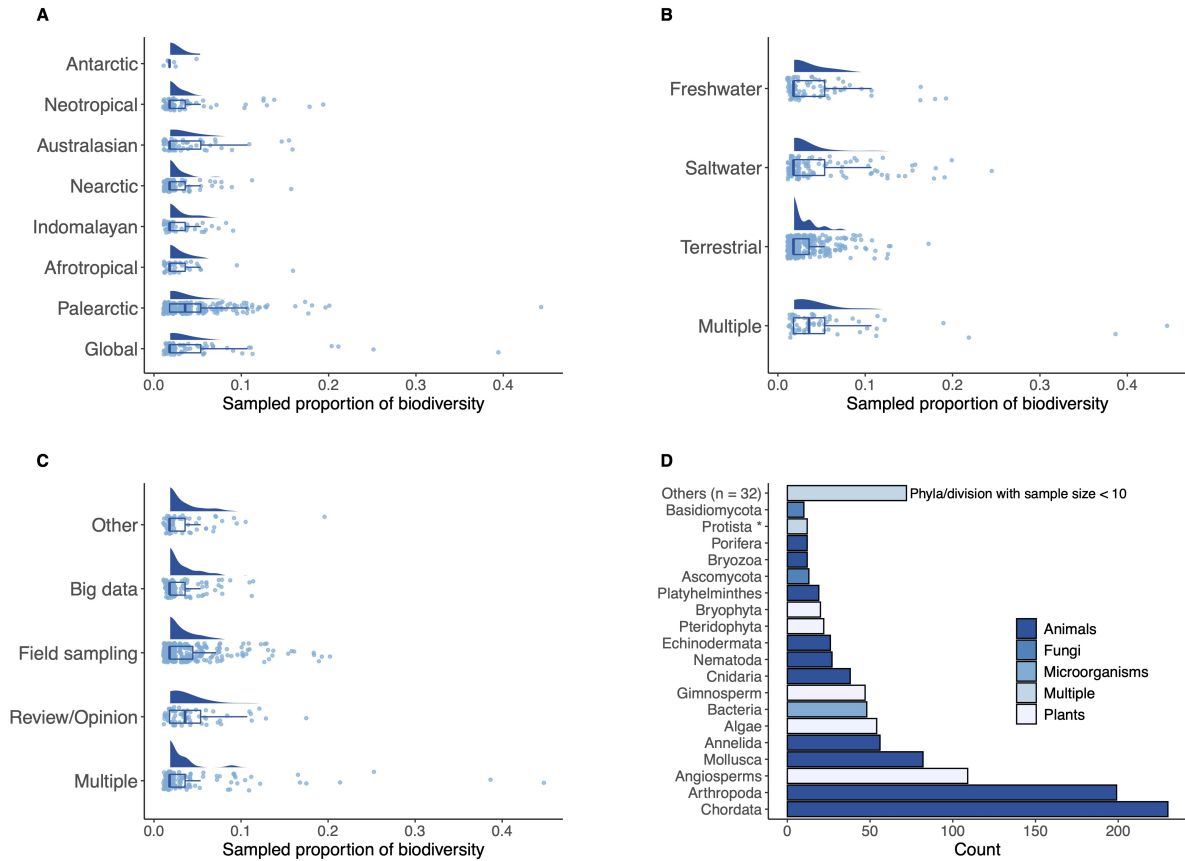 A
Antarctic
Neotropical
Australasian
Nearctic
Indomalayan
Afrotropical
Palearctic
Global
0.0 0.1 0.2 0.3 0.4
Sampled proportion of biodiversity
B
Freshwater
Saltwater
Terrestrial
Multiple
0.0 0.1 0.2 0.3 0.4
Sampled proportion of biodiversity
C
Other
Big data
Field sampling
Review/Opinion
Multiple
0.0 0.1 0.2 0.3 0.4
Sampled proportion of biodiversity
D
Others (n = 32) Phyla/division with sample size < 10
Basidiomycota
Protista *
Porifera
Bryozoa
Ascomycota
Platyhelminthes
Bryophyta
Pteridophyta
Echinodermata
Nematoda
Cnidaria
Gimnosperm
Bacteria
Algae
Annelida
Mollusca
Angiosperms
Arthropoda
Chordata
Animals
Fungi
Microorganisms
Multiple
Plants
0 50 100 150 200
Count